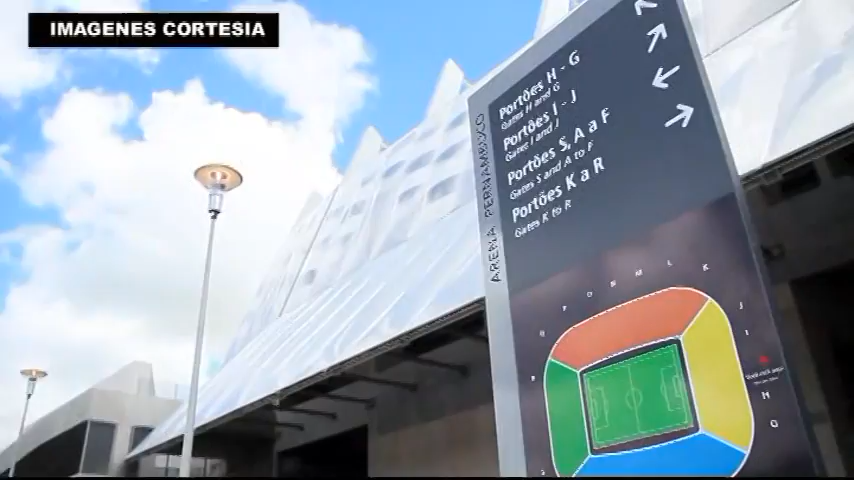 IMAGENES CORTESIA
ARENA PERNAMBUCO
Portões H - G
Gates H and G
Portões I - J
Gates I and J
Portões S, A a F
Gates S and A to F
Portões K a R
Gates K to R
Q P O N M L K
J
I
H
G
R
S